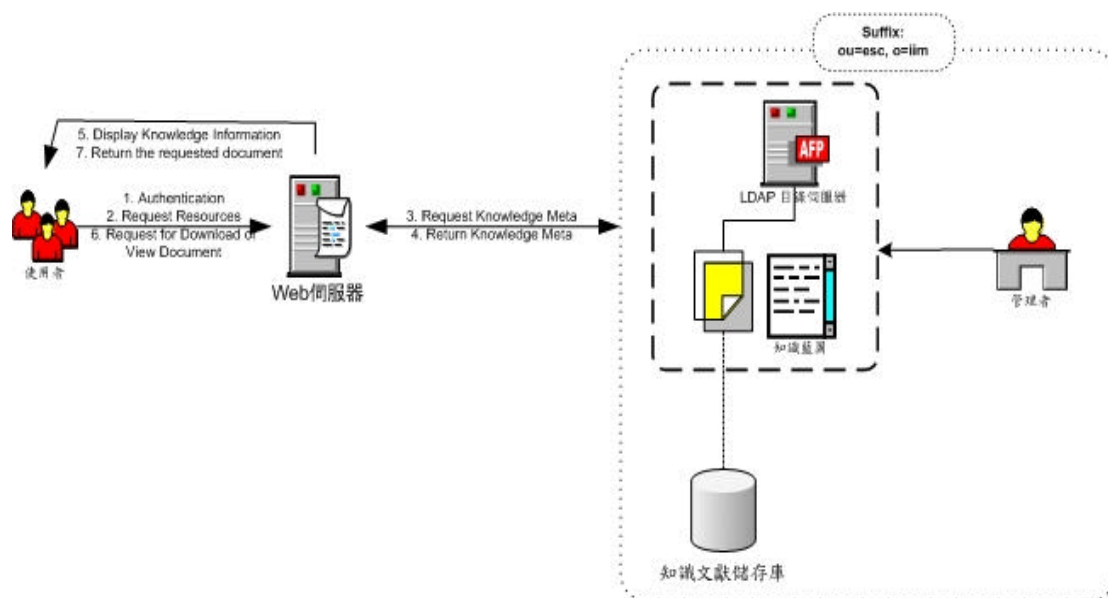 Suffix:
ou=esc, o=iim
5. Display Knowledge Information
7. Return the requested document
1. Authentication
2. Request Resources
6. Request for Download or
View Document
使用者
Web伺服器
3. Request Knowledge Meta
4. Return Knowledge Meta
AFP
LDAP 目錄伺服器
知識藍圖
管理者
知識文獻儲存庫